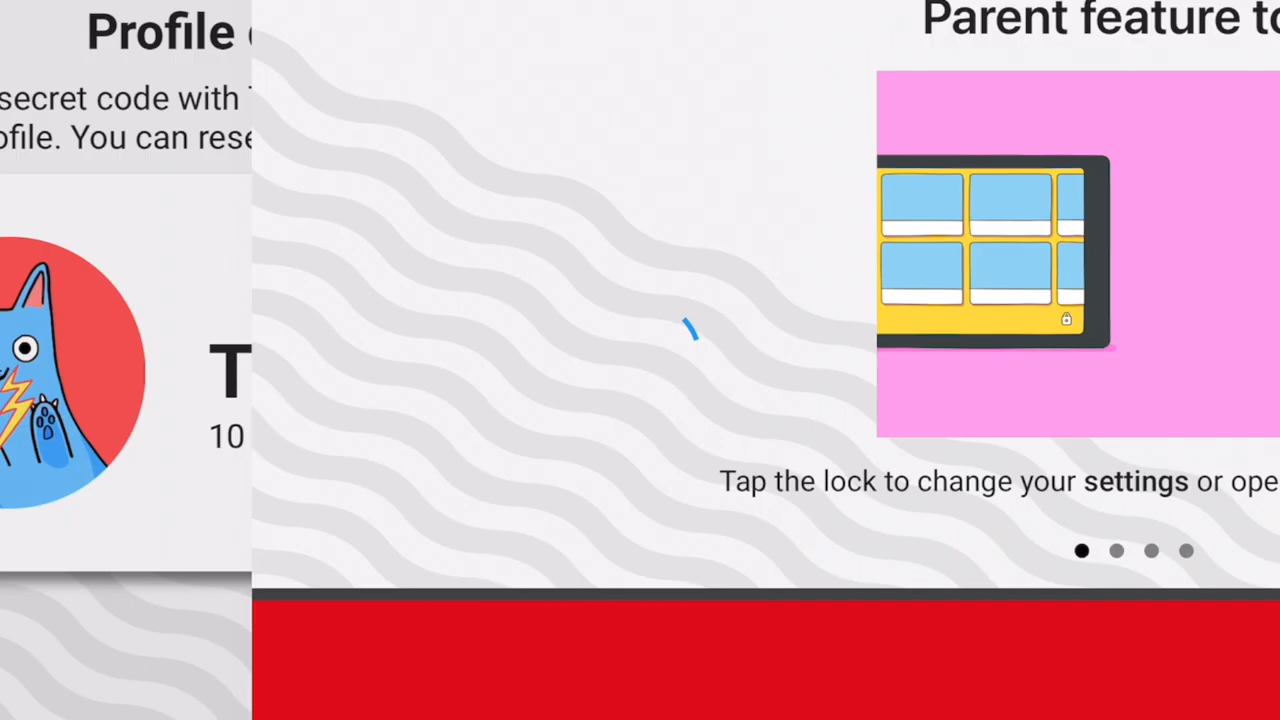 Profile
secret code with
ofile. You can rese
T
10
Parent feature to
Tap the lock to change your settings or ope